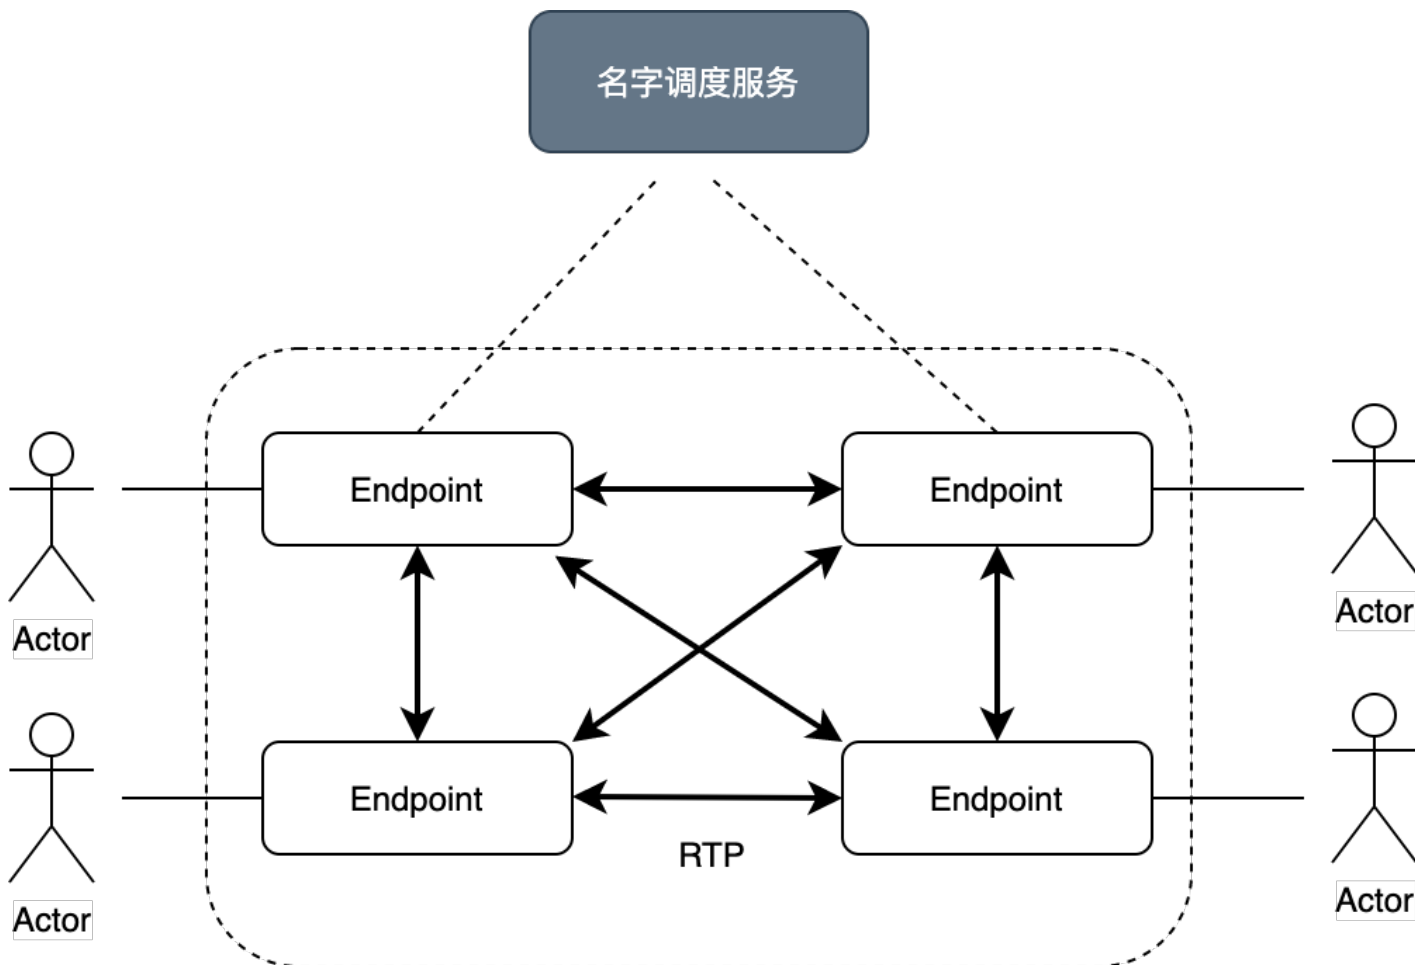 名字调度服务
Endpoint
Endpoint
Actor
Actor
Endpoint
Endpoint
RTP
Actor
Actor